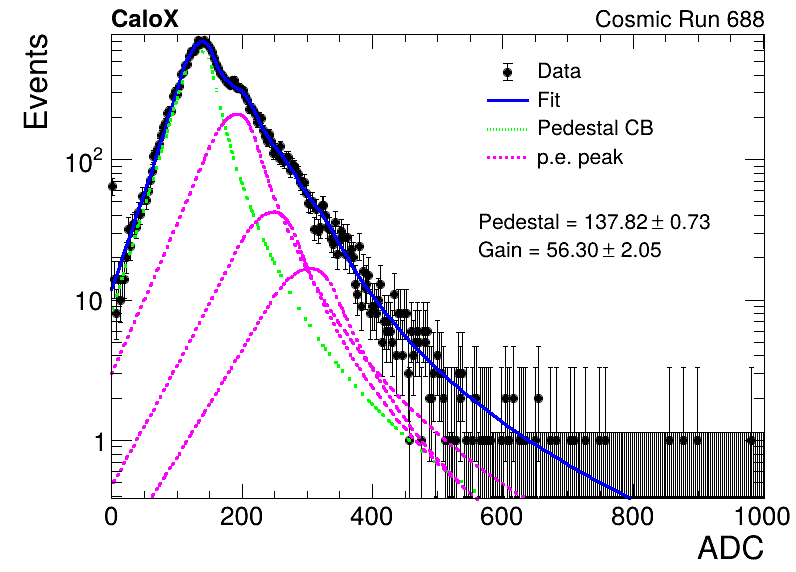 CaloX Cosmic Run 688
Events
Data
Fit
Pedestal CB
p.e. peak
Pedestal = 137.82 ± 0.73
Gain = 56.30 ± 2.05
10²
10
1
0 200 400 600 800 1000
ADC